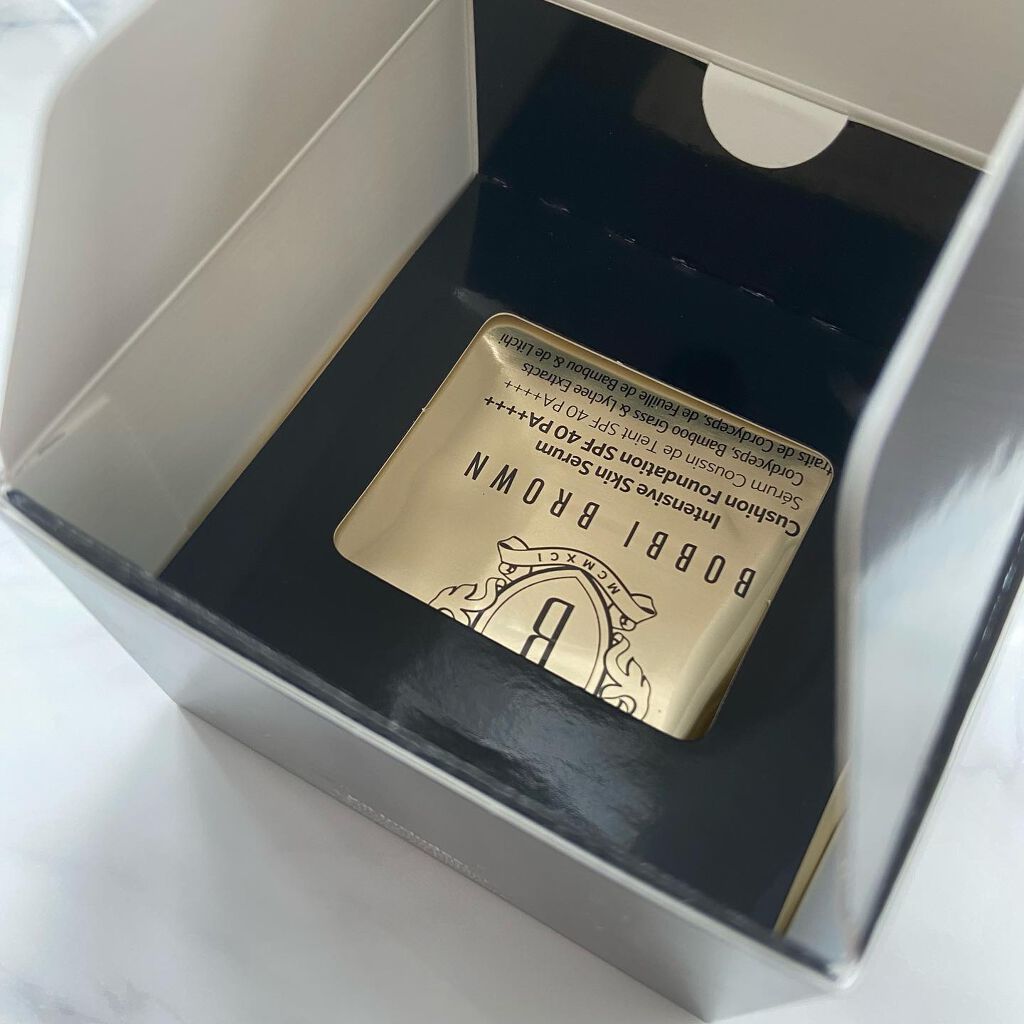 B
MCMXCI
BOBBI BROWN
Intensive Skin Serum
Cushion Foundation SPF 40 PA++++
Sérum Coussin de Teint SPF 40 PA++++
Cordyceps, Bamboo Grass & Lychee Extracts
traits de Cordyceps, de Feuille de Bambou & de Litchi